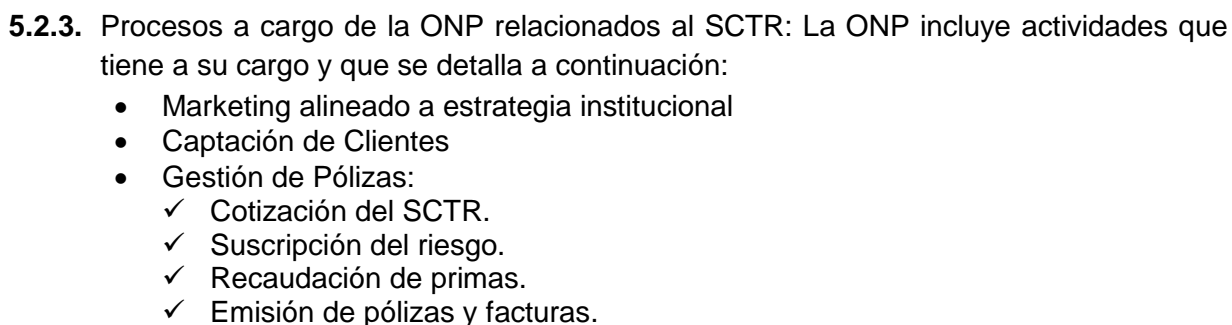 5.2.3. Procesos a cargo de la ONP relacionados al SCTR: La ONP incluye actividades que
tiene a su cargo y que se detalla a continuación:
• Marketing alineado a estrategia institucional
• Captación de Clientes
• Gestión de Pólizas:
✓ Cotización del SCTR.
✓ Suscripción del riesgo.
✓ Recaudación de primas.
✓ Emisión de pólizas y facturas.